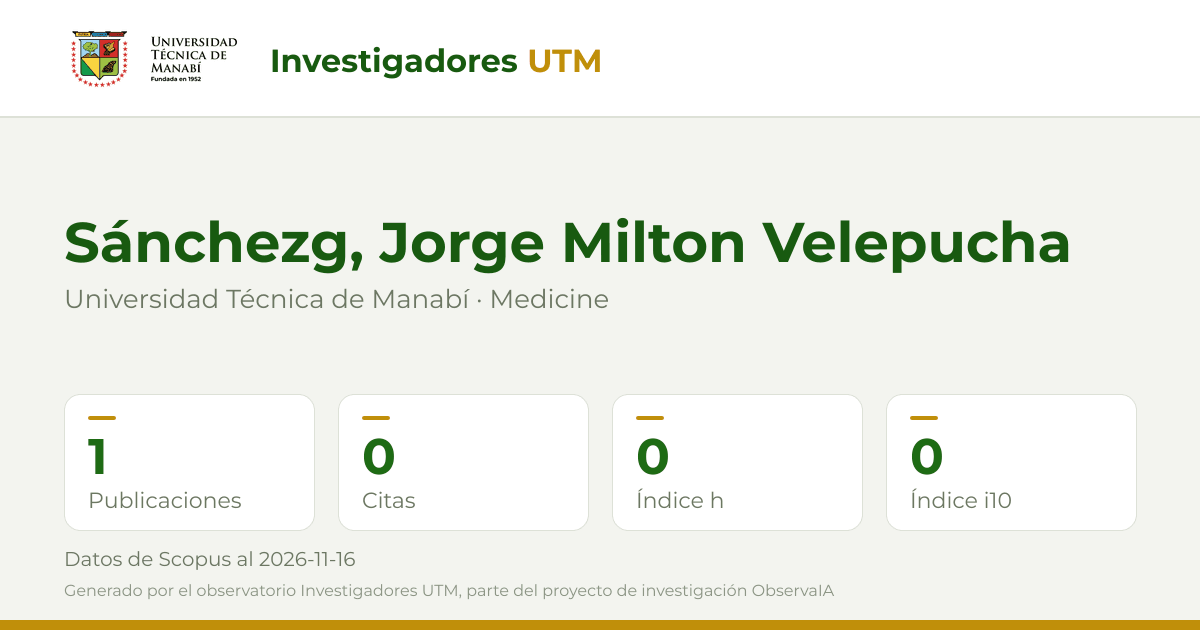 UNIVERSIDAD
TÉCNICA DE
MANABÍ
Fundada en 1952
Investigadores UTM
Sánchezg, Jorge Milton Velepucha
Universidad Técnica de Manabí · Medicine
1
Publicaciones
0
Citas
0
Índice h
0
Índice i10
Datos de Scopus al 2026-11-16
Generado por el observatorio Investigadores UTM, parte del proyecto de investigación ObservaIA